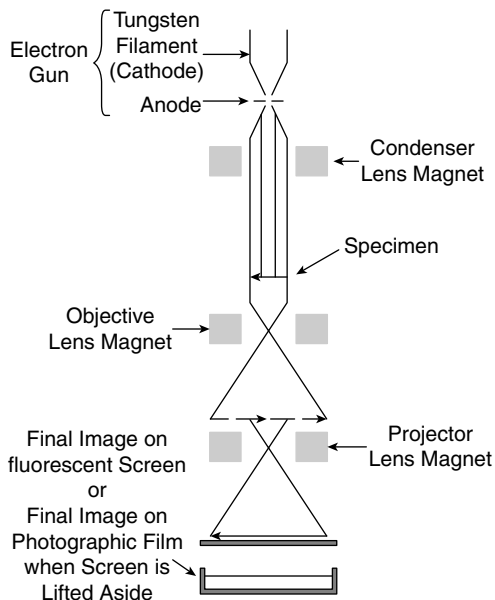 Electron
Gun
Tungsten
Filament
(Cathode)
Anode
Condenser
Lens Magnet
Specimen
Objective
Lens Magnet
Projector
Lens Magnet
Final Image on
fluorescent Screen
or
Final Image on
Photographic Film
when Screen is
Lifted Aside